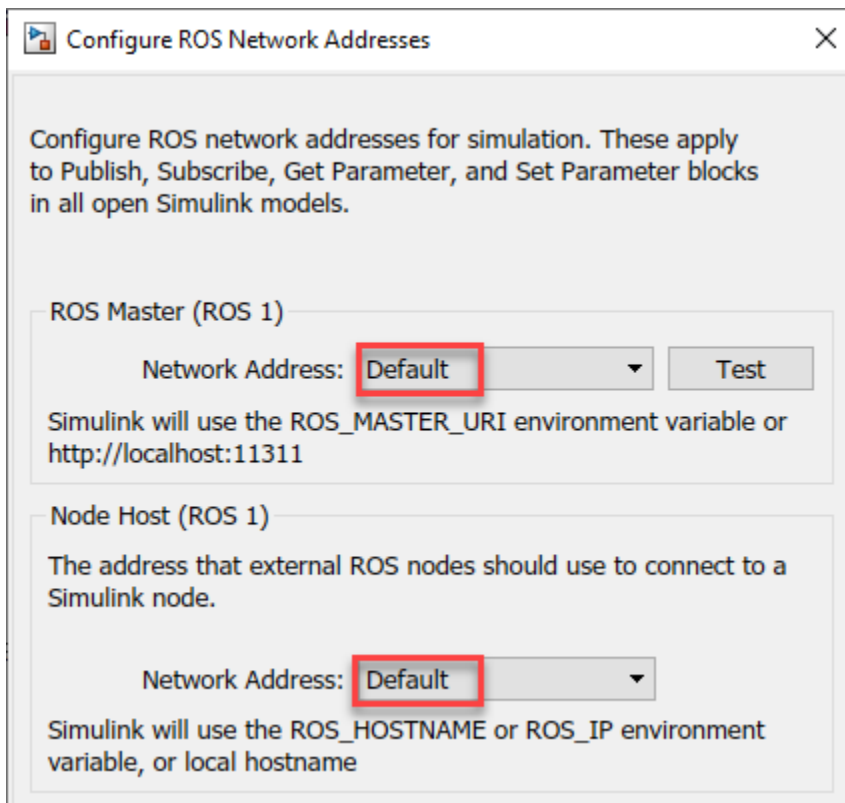 Configure ROS Network Addresses
Configure ROS network addresses for simulation. These apply
to Publish, Subscribe, Get Parameter, and Set Parameter blocks
in all open Simulink models.
ROS Master (ROS 1)
Network Address: Default Test
Simulink will use the ROS_MASTER_URI environment variable or
http://localhost:11311
Node Host (ROS 1)
The address that external ROS nodes should use to connect to a
Simulink node.
Network Address: Default
Simulink will use the ROS_HOSTNAME or ROS_IP environment
variable, or local hostname